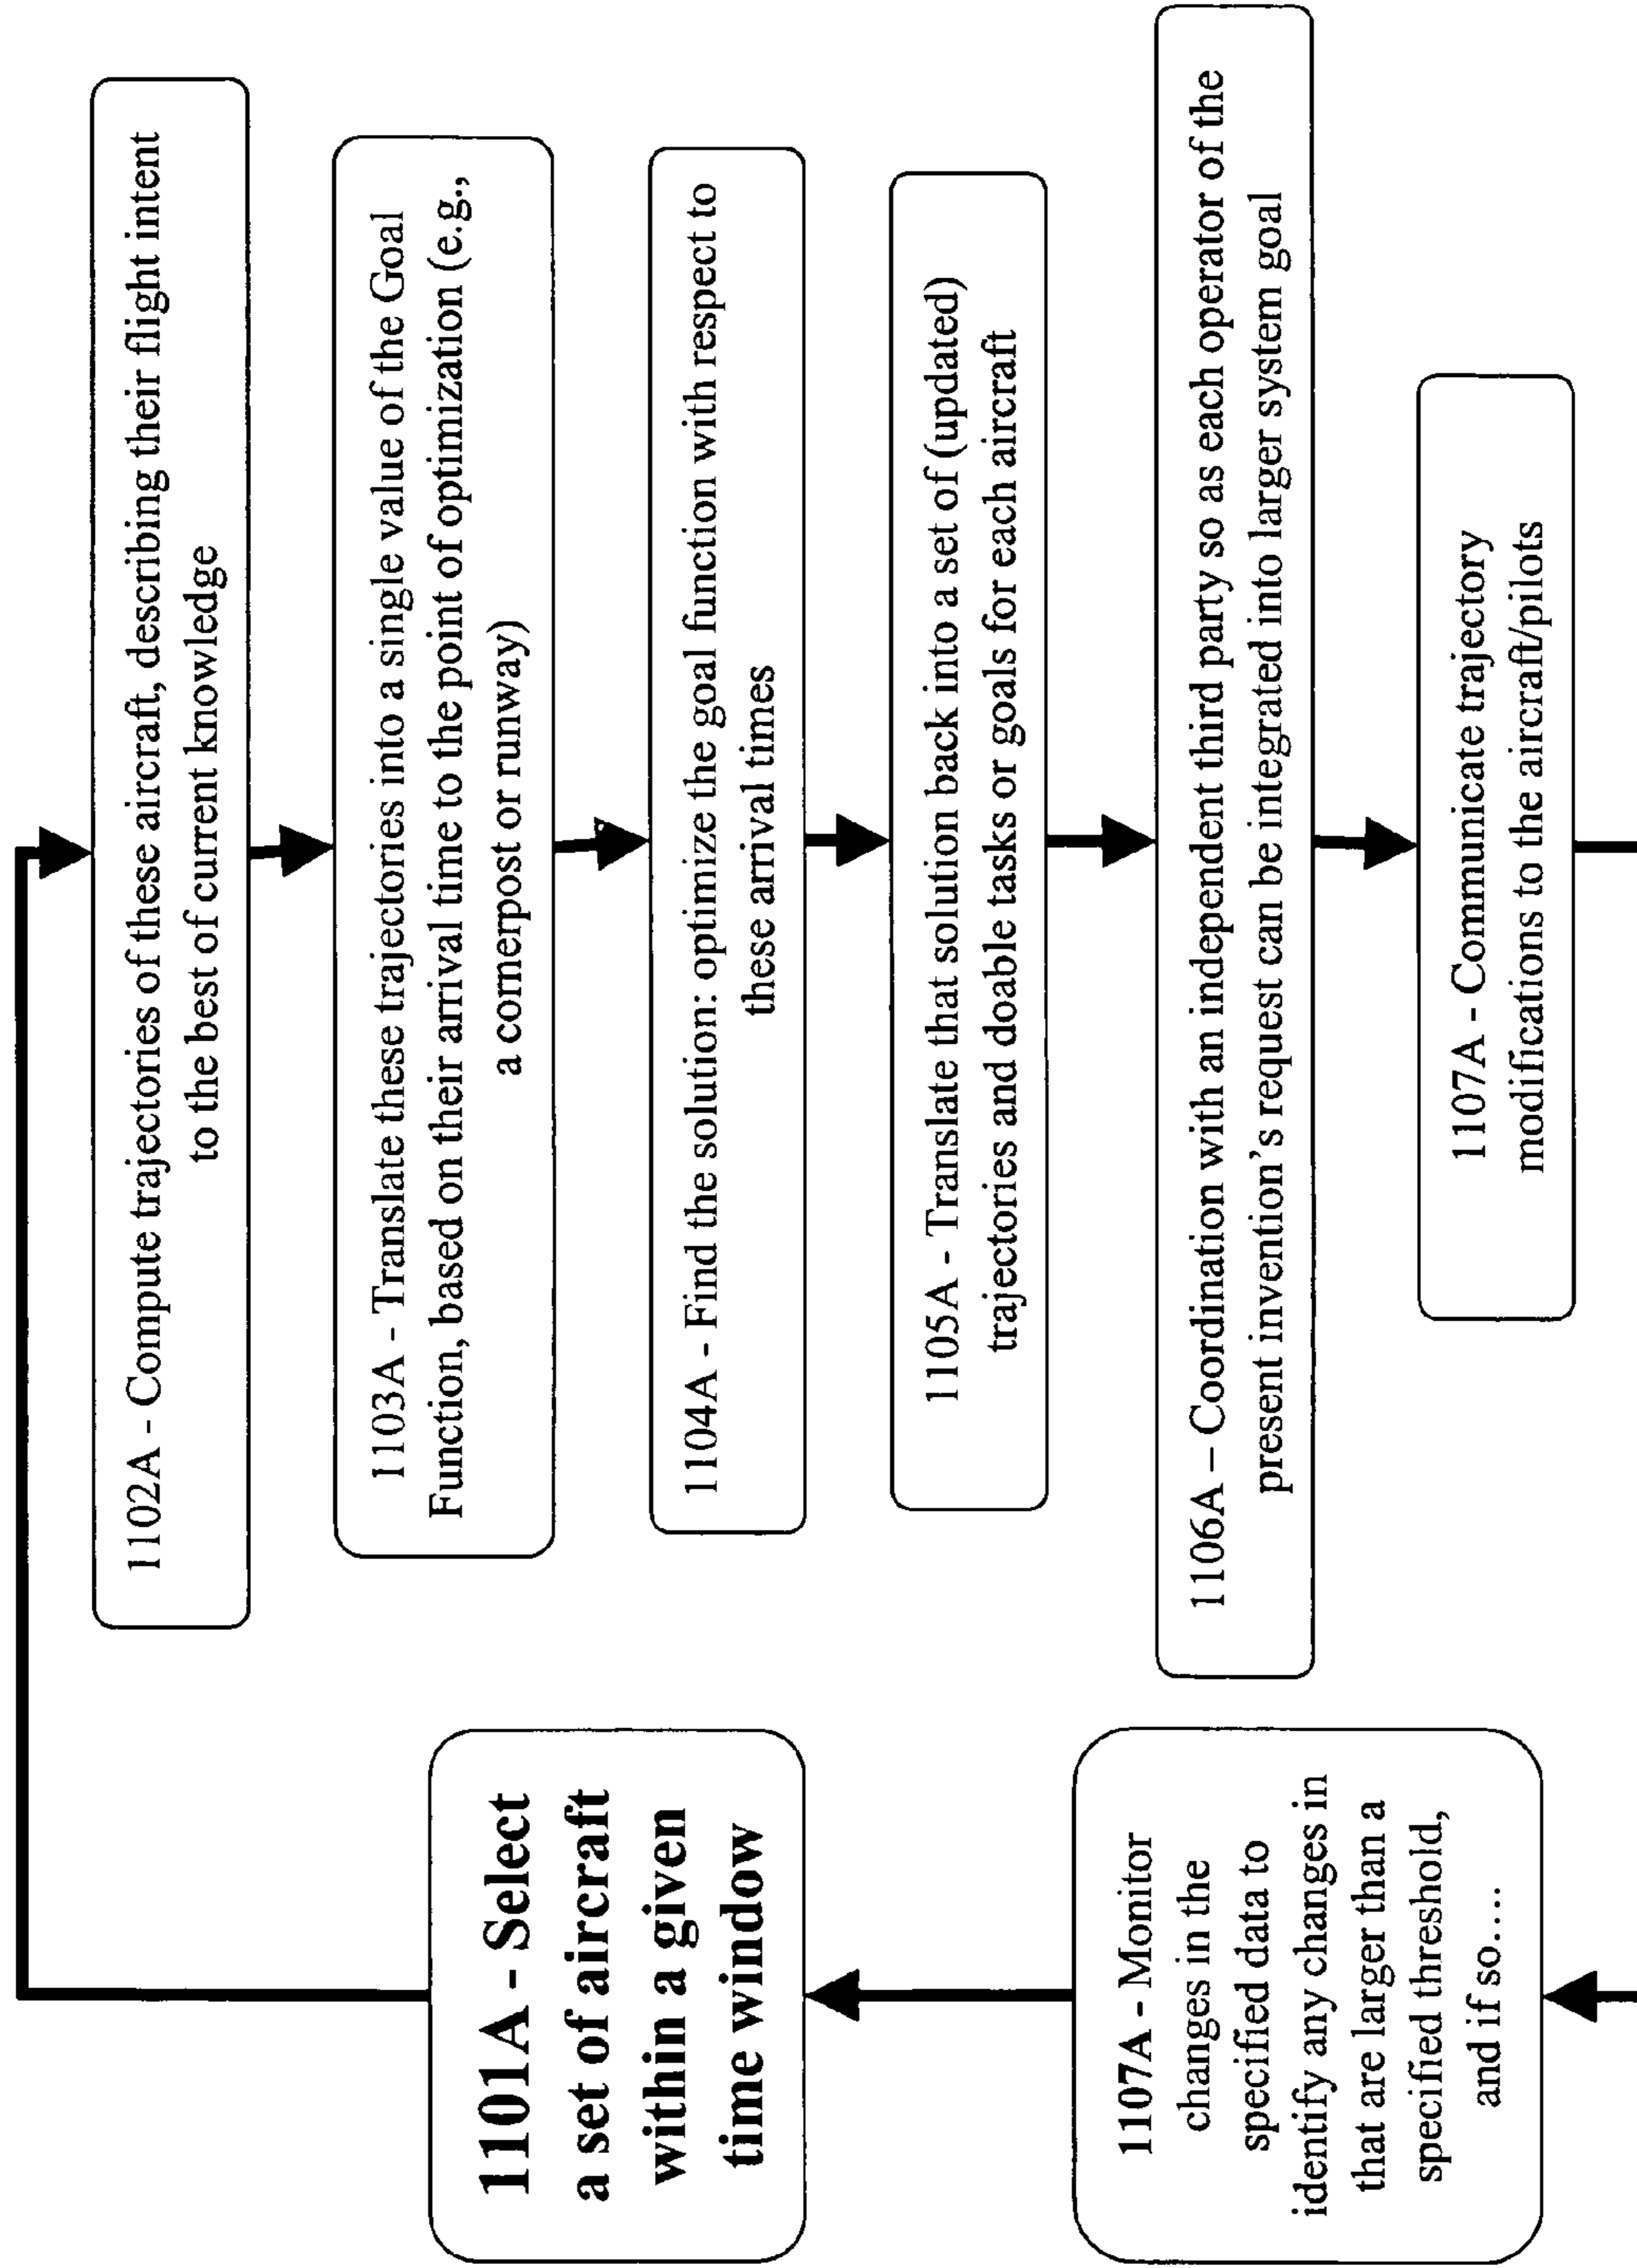 1101A - Select
a set of aircraft
within a given
time window
1102A - Compute trajectories of these aircraft, describing their flight intent
to the best of current knowledge
1103A - Translate these trajectories into a single value of the Goal
Function, based on their arrival time to the point of optimization (e.g.,
a cornerpost or runway)
1104A - Find the solution: optimize the goal function with respect to
these arrival times
1105A - Translate that solution back into a set of (updated)
trajectories and doable tasks or goals for each aircraft
1106A – Coordination with an independent third party so as each operator of the
present invention's request can be integrated into larger system goal
1107A - Communicate trajectory
modifications to the aircraft/pilots
1107A - Monitor
changes in the
specified data to
identify any changes in
that are larger than a
specified threshold,
and if so....